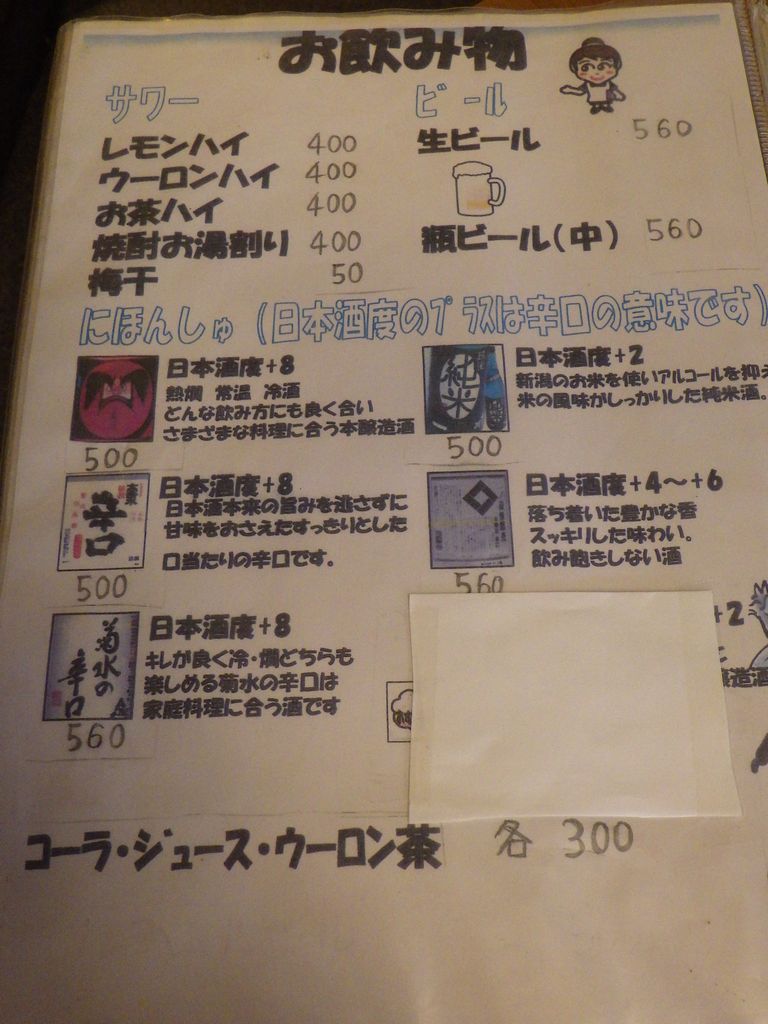 お飲み物
サワー
レモンハイ 400
ウーロンハイ 400
お茶ハイ 400
焼酎お湯割り 400
梅干 50
ビール
生ビール 560
瓶ビール(中) 560
にほんしゅ(日本酒度のプラスは辛口の意味です)
日本酒度+8
熱燗 常温 冷酒
どんな飲み方にも良く合い
さまざまな料理に合う本醸造酒
500
純米
日本酒度+2
新潟のお米を使いアルコールを抑え
米の風味がしっかりした純米酒。
500
辛口
日本酒度+8
日本酒本来の旨みを逃さずに
甘味をおさえたすっきりとした
口当たりの辛口です。
500
日本酒度+4〜+6
落ち着いた豊かな香
スッキリした味わい。
飲み飽きしない酒
560
菊水の
辛口
日本酒度+8
キレが良く冷・燗どちらも
楽しめる菊水の辛口は
家庭料理に合う酒です
560
+2
醸造酒
コーラ・ジュース・ウーロン茶 各 300